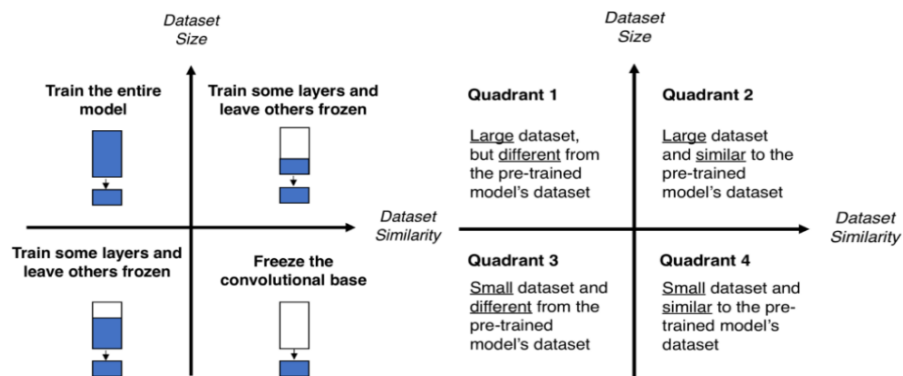 Dataset
Size
Train the entire
model
Train some layers and
leave others frozen
Dataset
Similarity
Train some layers and
leave others frozen
Freeze the
convolutional base
Dataset
Size
Quadrant 1
Large dataset,
but different from
the pre-trained
model's dataset
Quadrant 2
Large dataset
and similar to the
pre-trained
model's dataset
Dataset
Similarity
Quadrant 3
Small dataset and
different from the
pre-trained
model's dataset
Quadrant 4
Small dataset and
similar to the pre-
trained model's
dataset